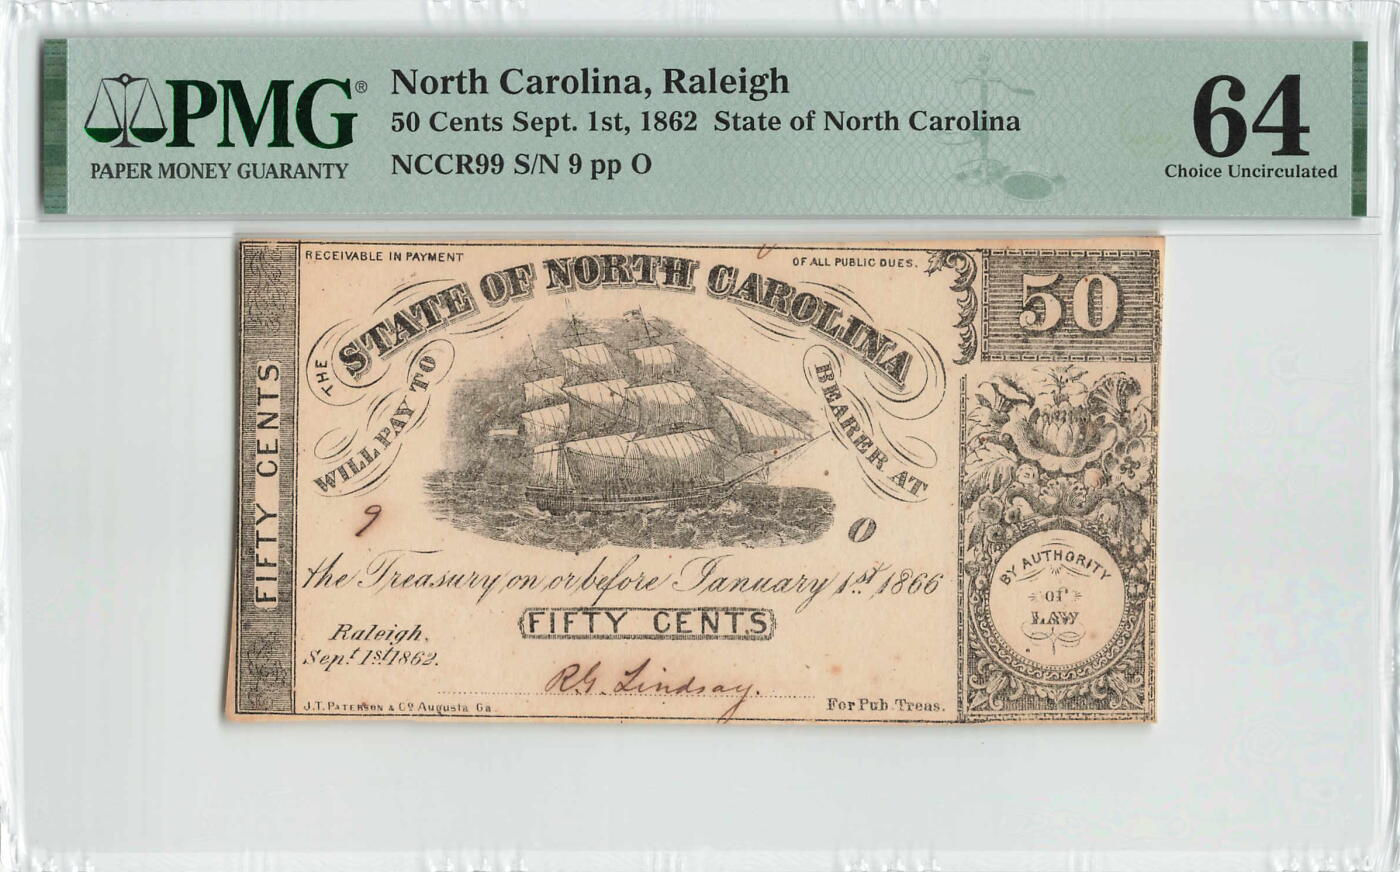 PMG®
PAPER MONEY GUARANTY
North Carolina, Raleigh
50 Cents Sept. 1st, 1862 State of North Carolina
NCCR99 S/N 9 pp O
64
Choice Uncirculated
RECEIVABLE IN PAYMENT OF ALL PUBLIC DUES.
THE STATE OF NORTH CAROLINA
WILL PAY TO BEARER AT
50
FIFTY CENTS
9
O
the Treasury on or before January 1st, 1866
FIFTY CENTS
BY AUTHORITY
of
LAW
Raleigh.
Sept. 1st 1862.
R.G. Lindsay.
For Pub. Treas.
J.T. PATERSON & Co. Augusta Ga.